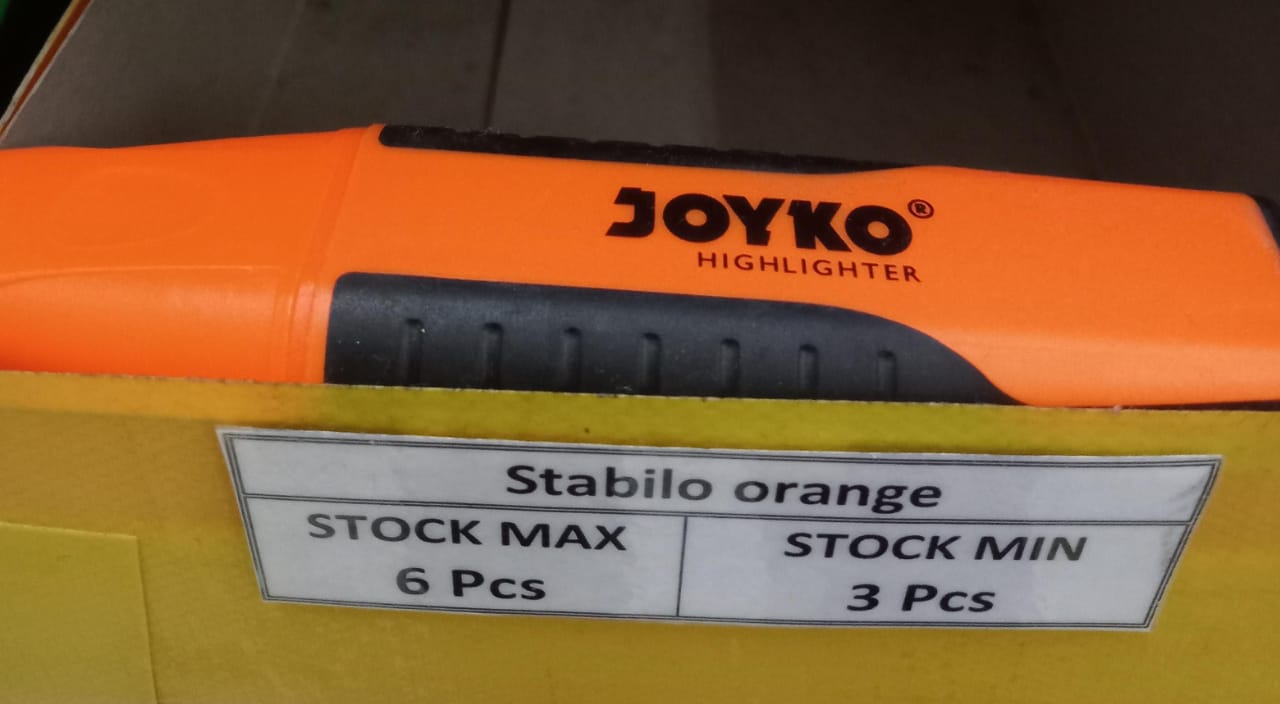 JOYKO®
HIGHLIGHTER
Stabilo orange
STOCK MAX
6 Pcs
STOCK MIN
3 Pcs